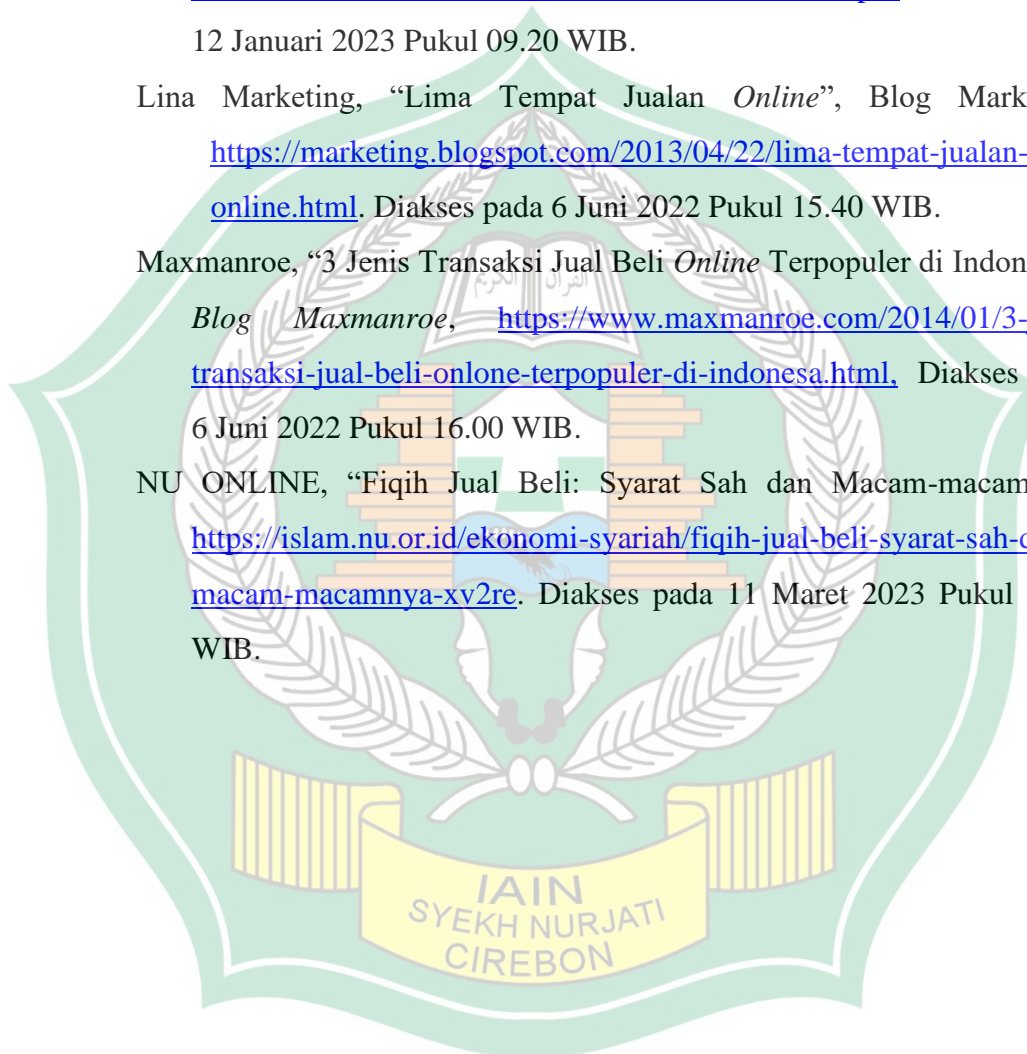 12 Januari 2023 Pukul 09.20 WIB.
Lina Marketing, “Lima Tempat Jualan Online”, Blog Mark
https://marketing.blogspot.com/2013/04/22/lima-tempat-jualan-
online.html. Diakses pada 6 Juni 2022 Pukul 15.40 WIB.
Maxmanroe, “3 Jenis Transaksi Jual Beli Online Terpopuler di Indon
Blog Maxmanroe, https://www.maxmanroe.com/2014/01/3-
transaksi-jual-beli-onlone-terpopuler-di-indonesa.html, Diakses
6 Juni 2022 Pukul 16.00 WIB.
NU ONLINE, “Fiqih Jual Beli: Syarat Sah dan Macam-macam
https://islam.nu.or.id/ekonomi-syariah/fiqih-jual-beli-syarat-sah-d
macam-macamnya-xv2re. Diakses pada 11 Maret 2023 Pukul
WIB.
القرآن الكريم
IAIN
SYEKH NURJATI
CIREBON